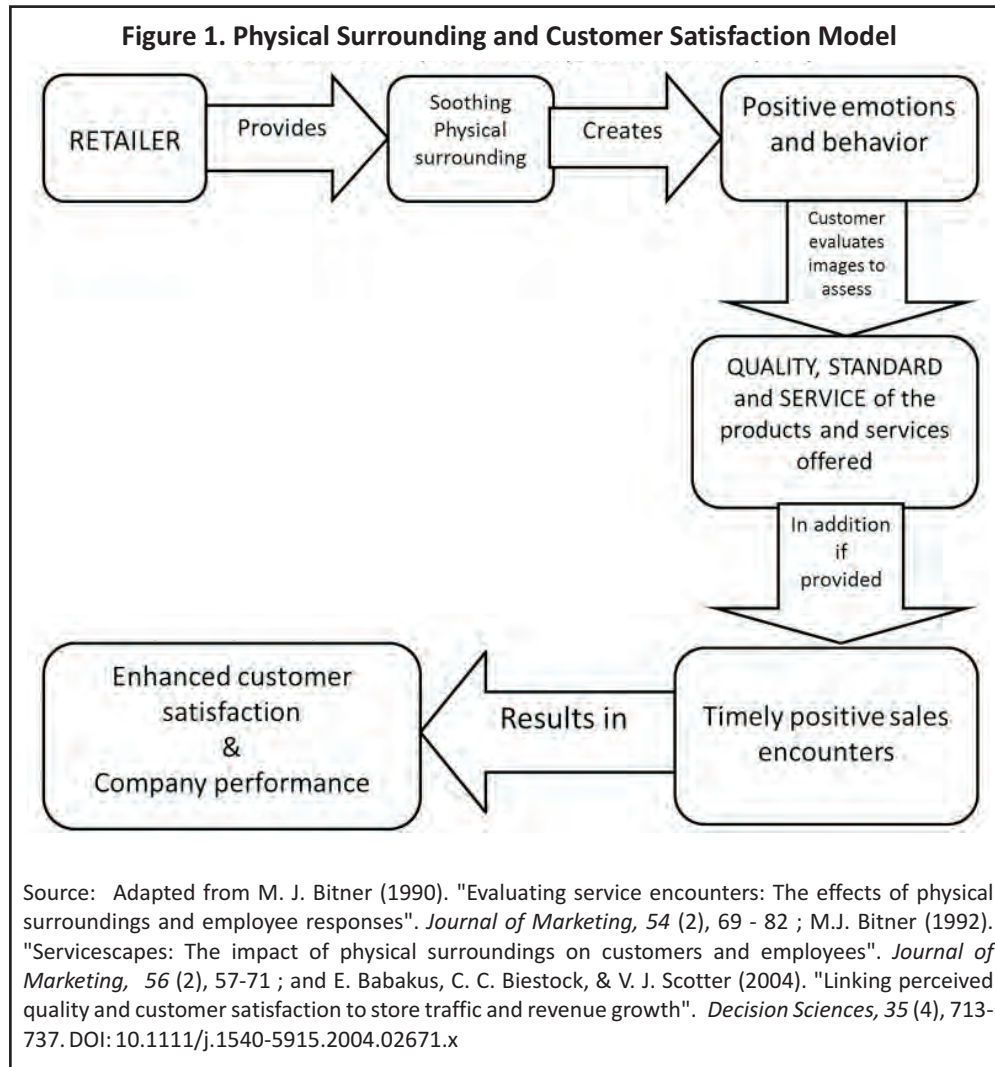 Figure 1. Physical Surrounding and Customer Satisfaction Model
RETAILER
Provides
Soothing
Physical
surrounding
Creates
Positive emotions
and behavior
Customer
evaluates
images to
assess
QUALITY, STANDARD
and SERVICE of the
products and services
offered
In addition
if
provided
Timely positive sales
encounters
Results in
Enhanced customer
satisfaction
&
Company performance
Source: Adapted from M. J. Bitner (1990). "Evaluating service encounters: The effects of physical
surroundings and employee responses". Journal of Marketing, 54 (2), 69 - 82 ; M.J. Bitner (1992).
"Servicescapes: The impact of physical surroundings on customers and employees". Journal of
Marketing, 56 (2), 57-71 ; and E. Babakus, C. C. Biestock, & V. J. Scotter (2004). "Linking perceived
quality and customer satisfaction to store traffic and revenue growth". Decision Sciences, 35 (4), 713-
737. DOI: 10.1111/j.1540-5915.2004.02671.x